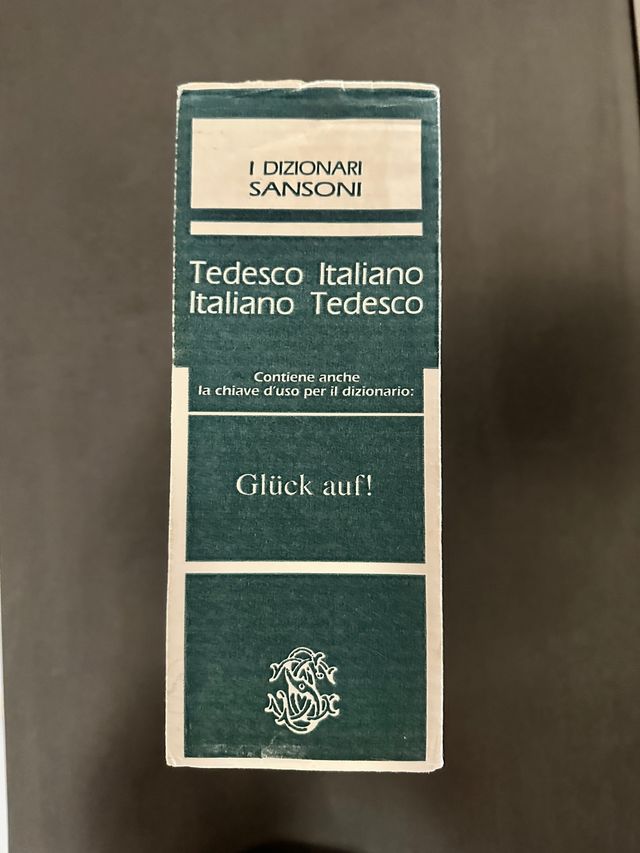 I DIZIONARI
SANSONI
Tedesco Italiano
Italiano Tedesco
Contiene anche
la chiave d'uso per il dizionario:
Glück auf!